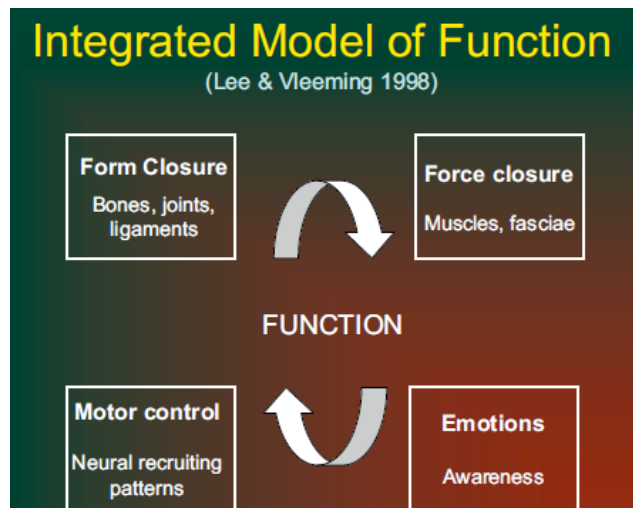 Integrated Model of Function
(Lee & Vleeming 1998)
Form Closure
Bones, joints,
ligaments
Force closure
Muscles, fasciae
FUNCTION
Motor control
Neural recruiting
patterns
Emotions
Awareness